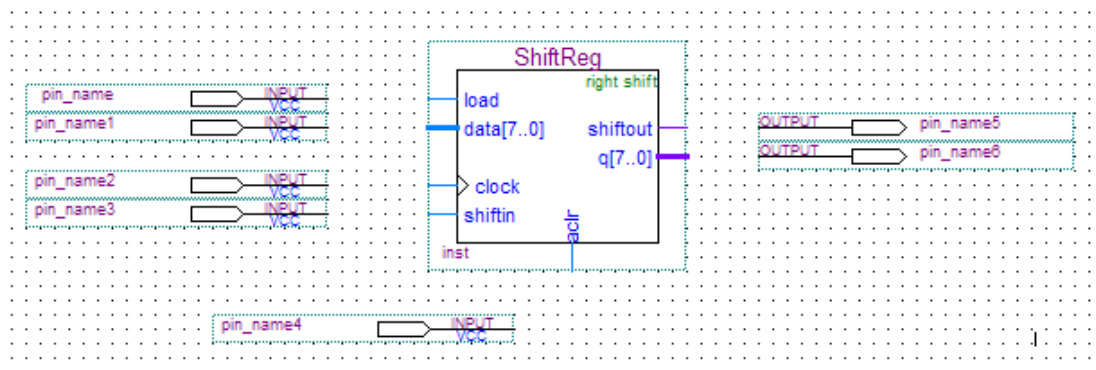 ShiftReg
right shift
pin_name INPUT VCC
load
pin_name1 INPUT VCC
data[7..0] shiftout
OUTPUT pin_name5
q[7..0]
OUTPUT pin_name6
pin_name2 INPUT VCC
clock
pin_name3 INPUT VCC
shiftin
aclr
inst
pin_name4 INPUT VCC